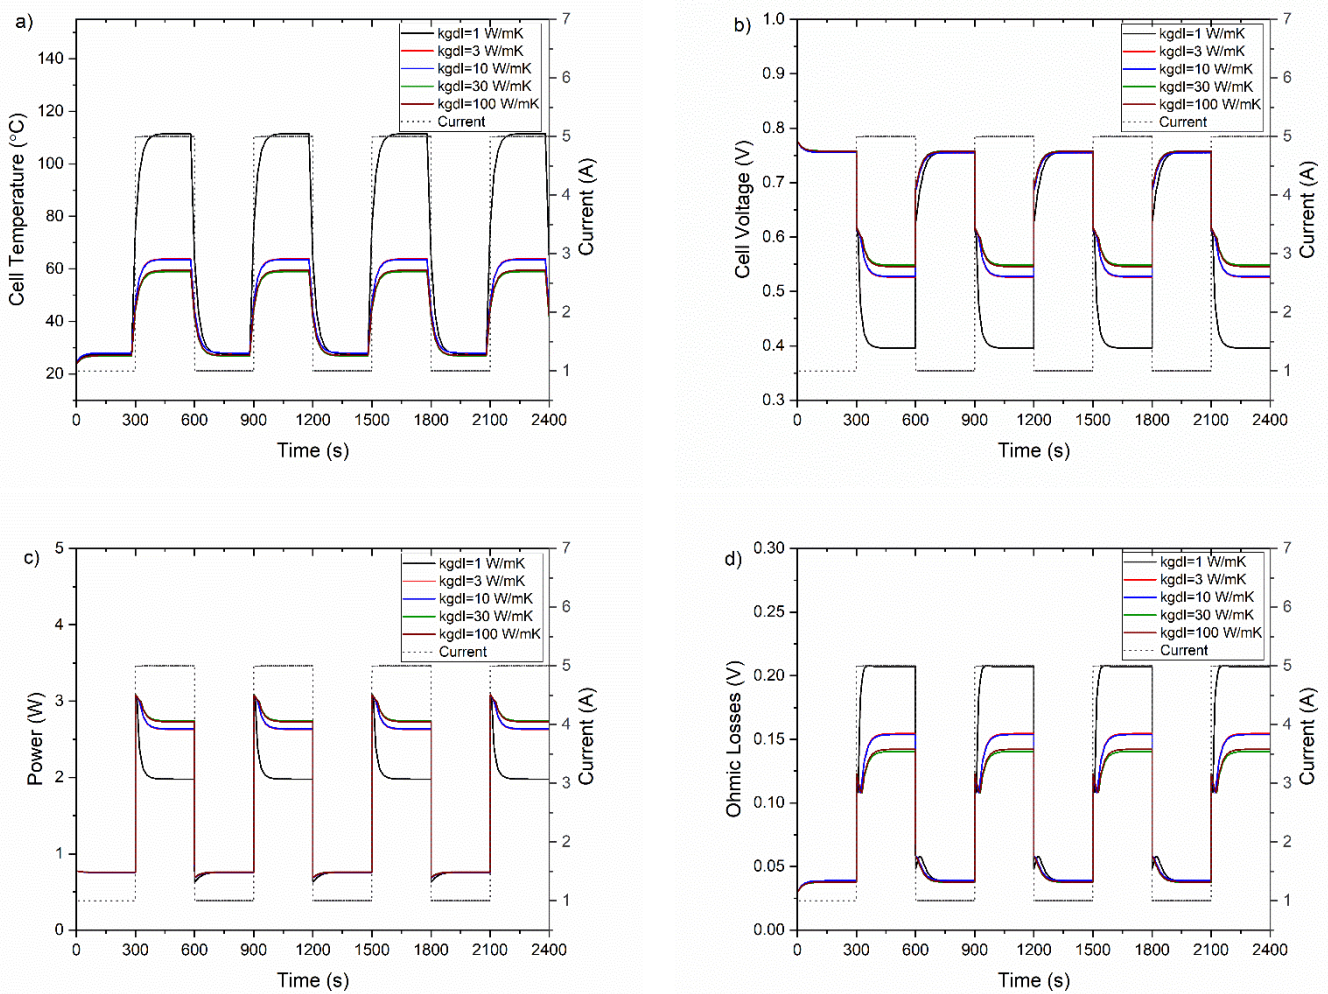 a)
kgdl=1 W/mK
kgdl=3 W/mK
kgdl=10 W/mK
kgdl=30 W/mK
kgdl=100 W/mK
Current
Cell Temperature (°C)
20
40
60
80
100
120
140
0 300 600 900 1200 1500 1800 2100 2400
Time (s)
1
2
3
4
5
6
7
Current (A)
b)
kgdl=1 W/mK
kgdl=3 W/mK
kgdl=10 W/mK
kgdl=30 W/mK
kgdl=100 W/mK
Current
Cell Voltage (V)
0.3
0.4
0.5
0.6
0.7
0.8
0.9
1.0
0 300 600 900 1200 1500 1800 2100 2400
Time (s)
1
2
3
4
5
6
7
Current (A)
c)
kgdl=1 W/mK
kgdl=3 W/mK
kgdl=10 W/mK
kgdl=30 W/mK
kgdl=100 W/mK
Current
Power (W)
0
1
2
3
4
5
0 300 600 900 1200 1500 1800 2100 2400
Time (s)
1
2
3
4
5
6
7
Current (A)
d)
kgdl=1 W/mK
kgdl=3 W/mK
kgdl=10 W/mK
kgdl=30 W/mK
kgdl=100 W/mK
Current
Ohmic Losses (V)
0.00
0.05
0.10
0.15
0.20
0.25
0.30
0 300 600 900 1200 1500 1800 2100 2400
Time (s)
1
2
3
4
5
6
7
Current (A)